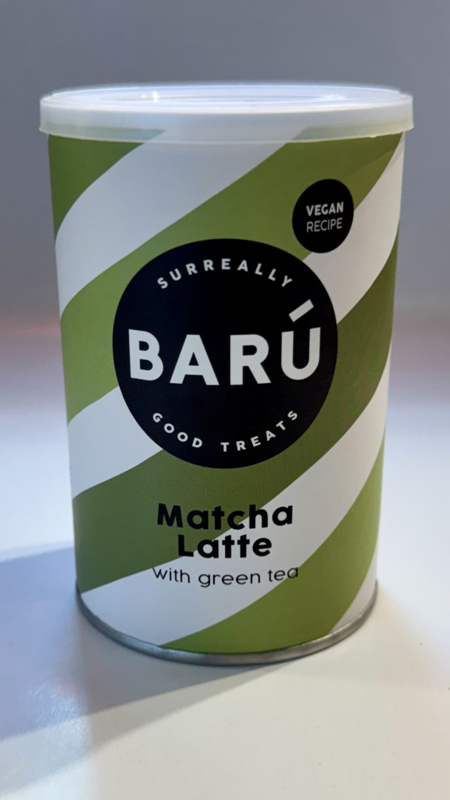 VEGAN
RECIPE
SURREALLY
BARÚ
GOOD TREATS
Matcha
Latte
with green tea